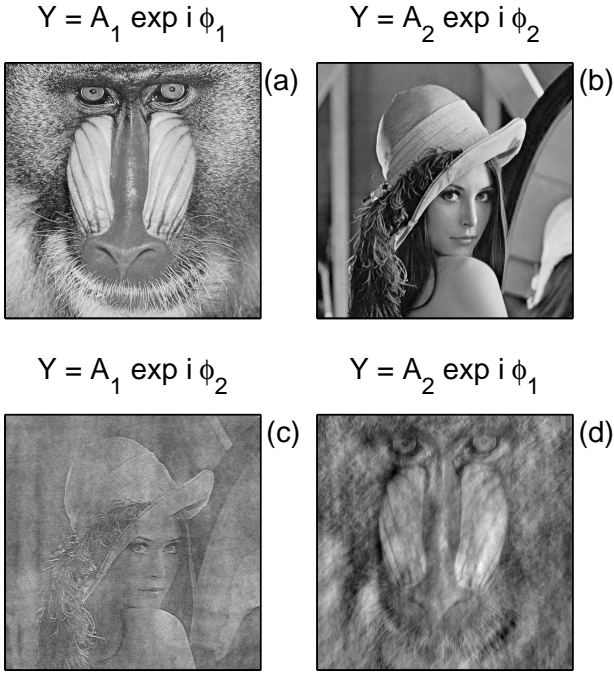 Y = A₁ exp i ϕ₁
Y = A₂ exp i ϕ₂
(a)
(b)
Y = A₁ exp i ϕ₂
Y = A₂ exp i ϕ₁
(c)
(d)